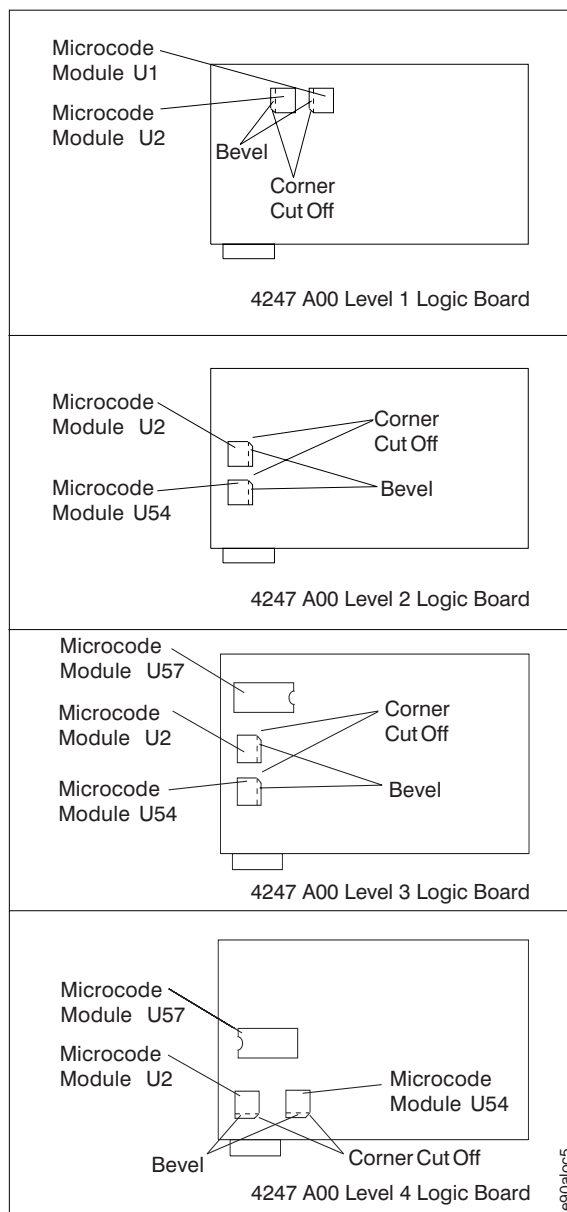 Microcode
Module U1
Microcode
Module U2
Bevel
Corner
Cut Off
4247 A00 Level 1 Logic Board
Microcode
Module U2
Corner
Cut Off
Microcode
Module U54
Bevel
4247 A00 Level 2 Logic Board
Microcode
Module U57
Microcode
Module U2
Corner
Cut Off
Microcode
Module U54
Bevel
4247 A00 Level 3 Logic Board
Microcode
Module U57
Microcode
Module U2
Microcode
Module U54
Bevel
Corner Cut Off
4247 A00 Level 4 Logic Board
e90aloc5